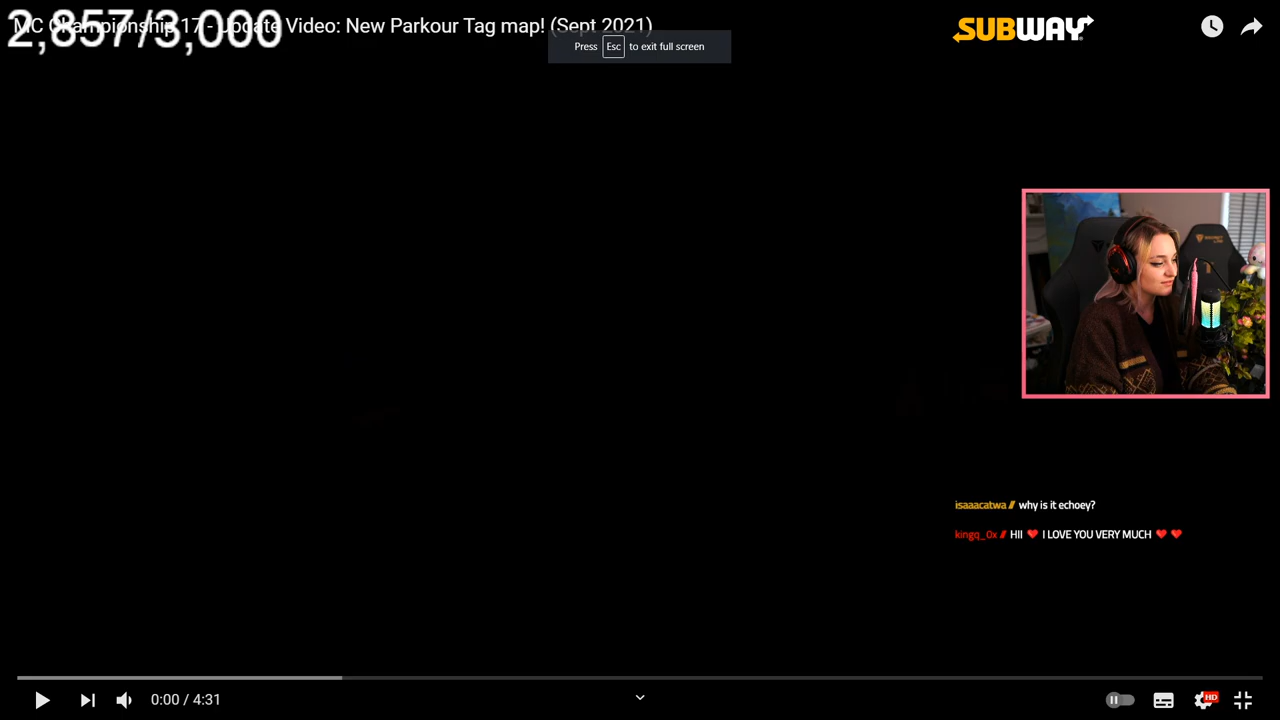 MC Championship 17 - Update Video: New Parkour Tag map! (Sept 2021)
2,857/3,000
SUBWAY
Press Esc to exit full screen
isaaacatwa // why is it echoey?
kingq_0x // HII ❤ I LOVE YOU VERY MUCH ❤ ❤
0:00 / 4:31
HD